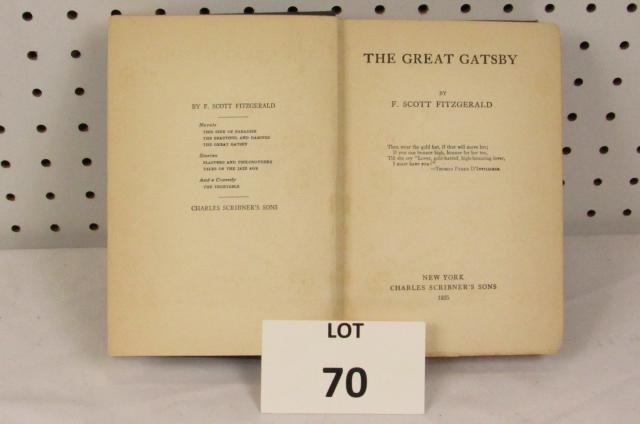 BY F. SCOTT FITZGERALD
Novels
THIS SIDE OF PARADISE
THE BEAUTIFUL AND DAMNED
THE GREAT GATSBY
Stories
FLAPPERS AND PHILOSOPHERS
TALES OF THE JAZZ AGE
And a Comedy
THE VEGETABLE
CHARLES SCRIBNER'S SONS
THE GREAT GATSBY
BY
F. SCOTT FITZGERALD
Then wear the gold hat, if that will move her;
If you can bounce high, bounce for her too,
Till she cry "Lover, gold-hatted, high-bouncing lover,
I must have you!"
—Thomas Parke D'Invilliers.
NEW YORK
CHARLES SCRIBNER'S SONS
1925
LOT
70